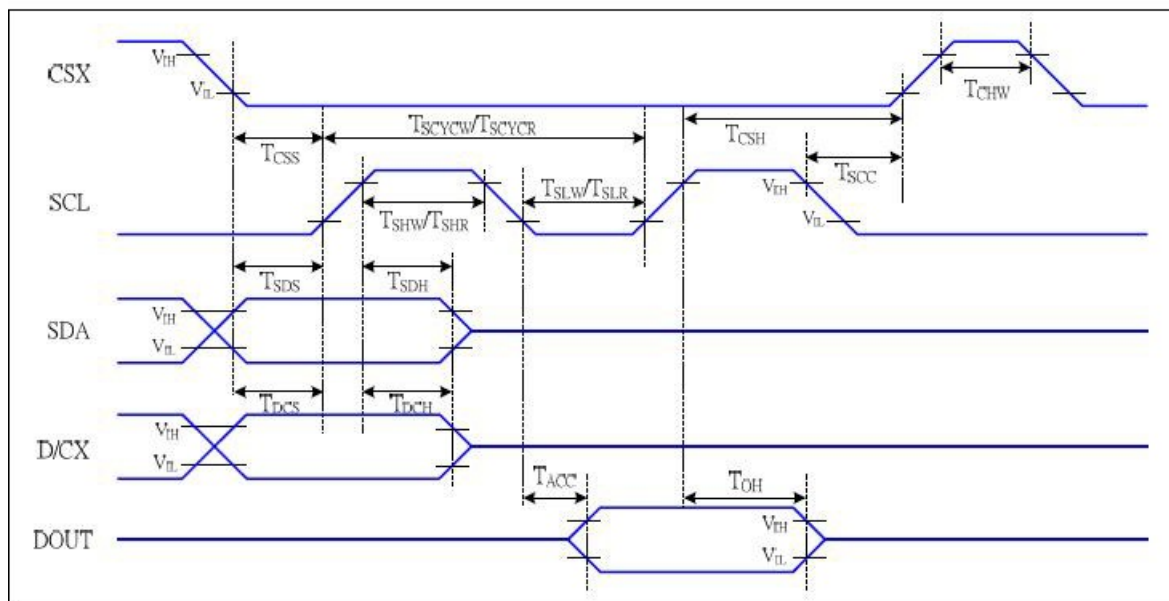 CSX
VIH
VIL
TCHW
TSCYCW/TSCYCR
TCSS
TCSH
TSCC
SCL
TSHW/TSHR
TSLW/TSLR
VIH
VIL
TSDS
TSDH
SDA
VIH
VIL
TDCS
TDCH
D/CX
VIH
VIL
TACC
TOH
DOUT
VIH
VIL